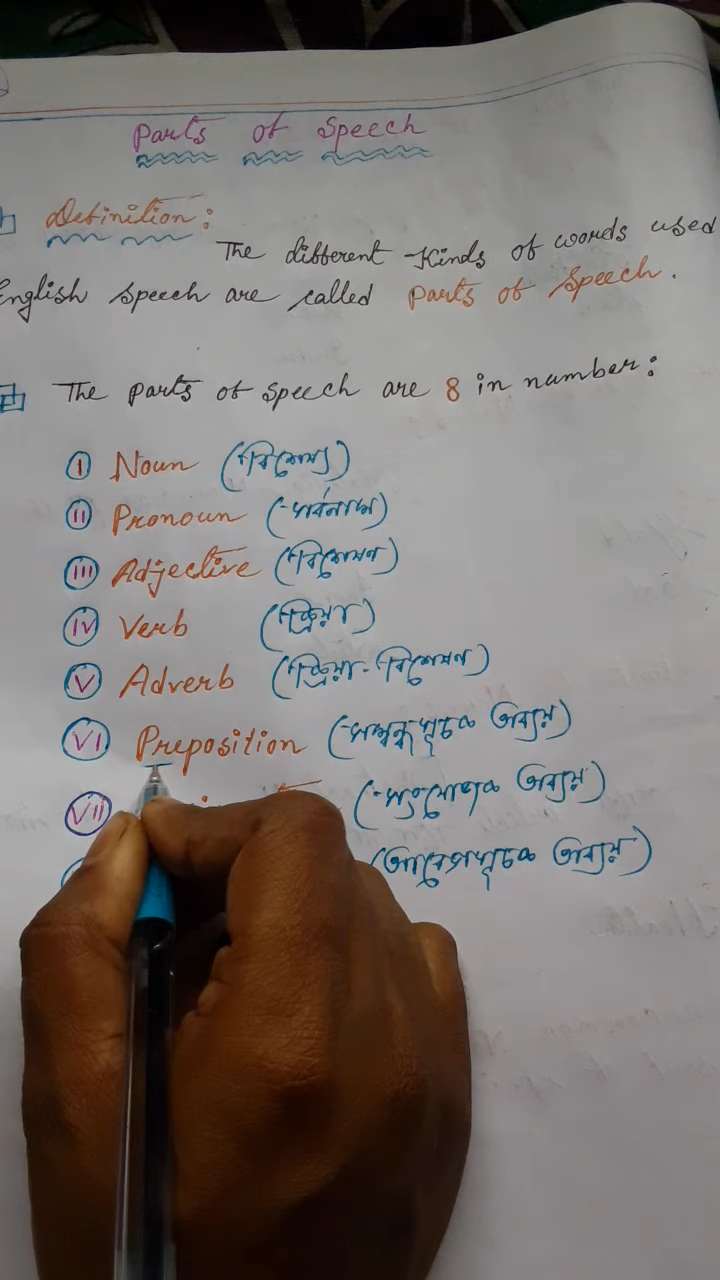 Parts of Speech
Definition:
The different kinds of words used
English speech are called Parts of Speech.
The parts of speech are 8 in number:
I Noun (বিশেষ্য)
II Pronoun (সর্বনাম)
III Adjective (বিশেষণ)
IV Verb (ক্রিয়া)
V Adverb (ক্রিয়া-বিশেষণ)
VI Preposition (সম্বন্ধসূচক অব্যয়)
VII (সংযোজক অব্যয়)
(আবেগসূচক অব্যয়)